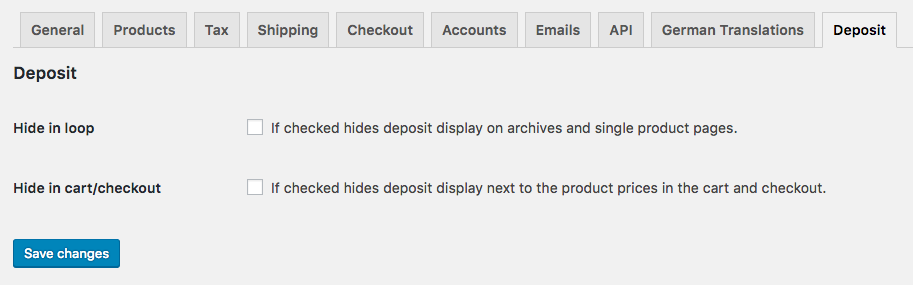 General Products Tax Shipping Checkout Accounts Emails API German Translations Deposit
Deposit
Hide in loop If checked hides deposit display on archives and single product pages.
Hide in cart/checkout If checked hides deposit display next to the product prices in the cart and checkout.
Save changes